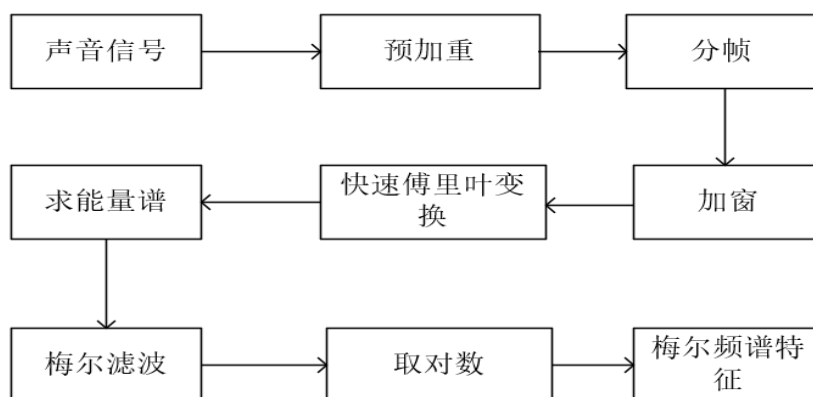 声音信号
预加重
分帧
求能量谱
快速傅里叶变
换
加窗
梅尔滤波
取对数
梅尔频谱特
征